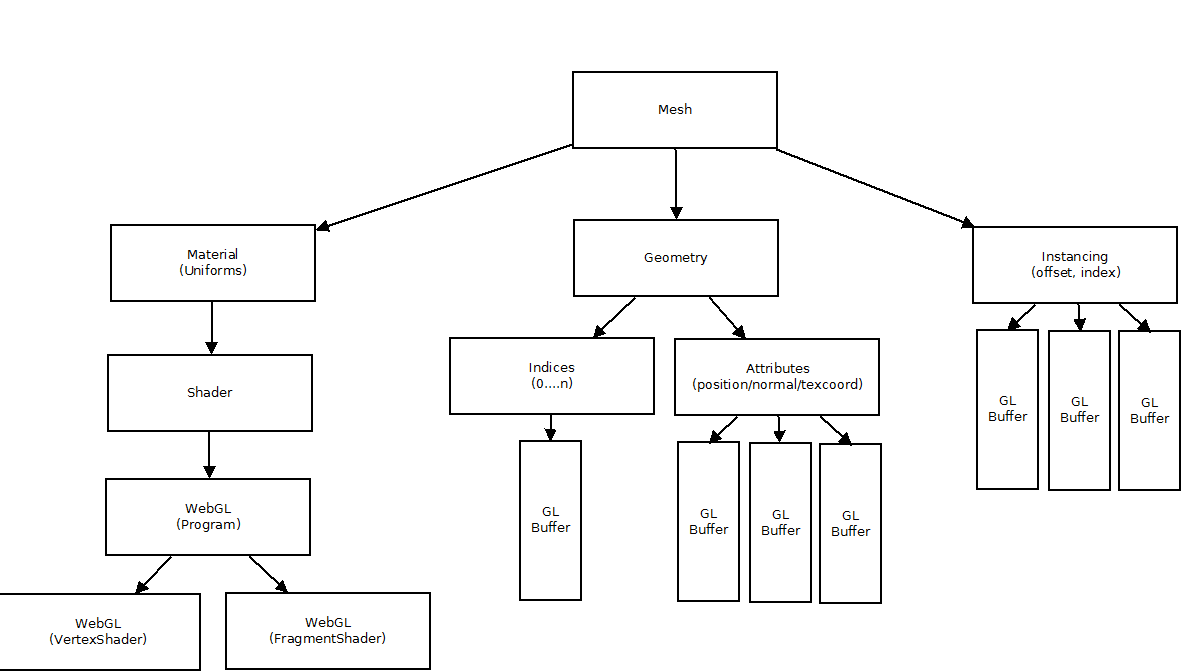 Mesh
Material
(Uniforms)
Geometry
Instancing
(offset, index)
Shader
Indices
(0....n)
Attributes
(position/normal/texcoord)
GL
Buffer
GL
Buffer
GL
Buffer
WebGL
(Program)
GL
Buffer
GL
Buffer
GL
Buffer
GL
Buffer
WebGL
(VertexShader)
WebGL
(FragmentShader)